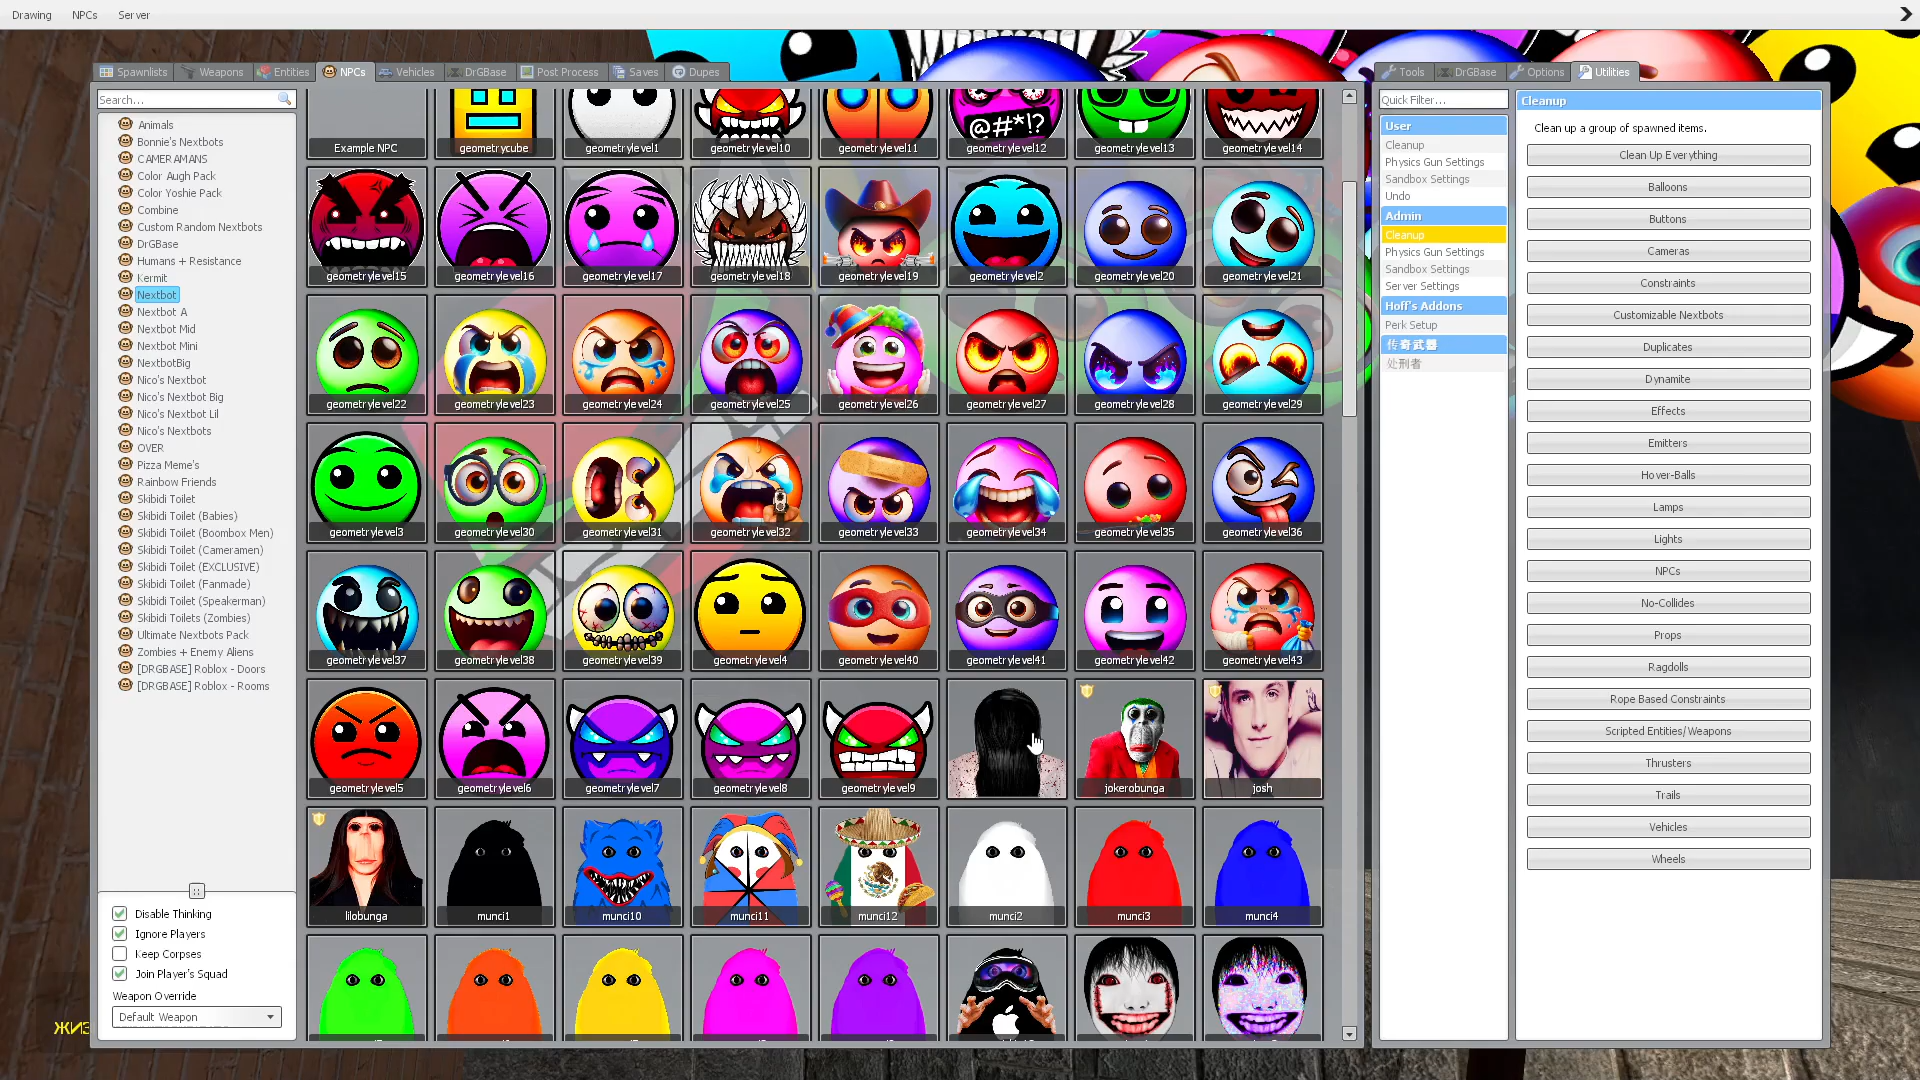 Drawing NPCs Server
Spawnlists Weapons Entities NPCs Vehicles DrGBase Post Process Saves Dupes
Search...
Animals
Bonnie's Nextbots
CAMERAMANS
Color Augh Pack
Color Yoshie Pack
Combine
Custom Random Nextbots
DrGBase
Humans + Resistance
Kermit
Nextbot
Nextbot A
Nextbot Mid
Nextbot Mini
NextbotBig
Nico's Nextbot
Nico's Nextbot Big
Nico's Nextbot Lil
Nico's Nextbots
OVER
Pizza Meme's
Rainbow Friends
Skibidi Toilet
Skibidi Toilet (Babies)
Skibidi Toilet (Boombox Men)
Skibidi Toilet (Cameramen)
Skibidi Toilet (EXCLUSIVE)
Skibidi Toilet (Fanmade)
Skibidi Toilet (Speakerman)
Skibidi Toilets (Zombies)
Ultimate Nextbots Pack
Zombies + Enemy Aliens
[DRGBASE] Roblox - Doors
[DRGBASE] Roblox - Rooms
Disable Thinking
Ignore Players
Keep Corpses
Join Player's Squad
Weapon Override
Default Weapon
ЖИЗ
@#*!?
Example NPC geometrycube geometrylevel1 geometrylevel10 geometrylevel11 geometrylevel12 geometrylevel13 geometrylevel14
geometrylevel15 geometrylevel16 geometrylevel17 geometrylevel18 geometrylevel19 geometrylevel2 geometrylevel20 geometrylevel21
geometrylevel22 geometrylevel23 geometrylevel24 geometrylevel25 geometrylevel26 geometrylevel27 geometrylevel28 geometrylevel29
geometrylevel3 geometrylevel30 geometrylevel31 geometrylevel32 geometrylevel33 geometrylevel34 geometrylevel35 geometrylevel36
geometrylevel37 geometrylevel38 geometrylevel39 geometrylevel4 geometrylevel40 geometrylevel41 geometrylevel42 geometrylevel43
geometrylevel5 geometrylevel6 geometrylevel7 geometrylevel8 geometrylevel9 jokerobunga josh
lilobunga munci1 munci10 munci11 munci12 munci2 munci3 munci4
Tools DrGBase Options Utilities
Quick Filter...
User
Cleanup
Physics Gun Settings
Sandbox Settings
Undo
Admin
Cleanup
Physics Gun Settings
Sandbox Settings
Server Settings
Hoff's Addons
Perk Setup
传奇武器
处刑者
Cleanup
Clean up a group of spawned items.
Clean Up Everything
Balloons
Buttons
Cameras
Constraints
Customizable Nextbots
Duplicates
Dynamite
Effects
Emitters
Hover-Balls
Lamps
Lights
NPCs
No-Collides
Props
Ragdolls
Rope Based Constraints
Scripted Entities/Weapons
Thrusters
Trails
Vehicles
Wheels